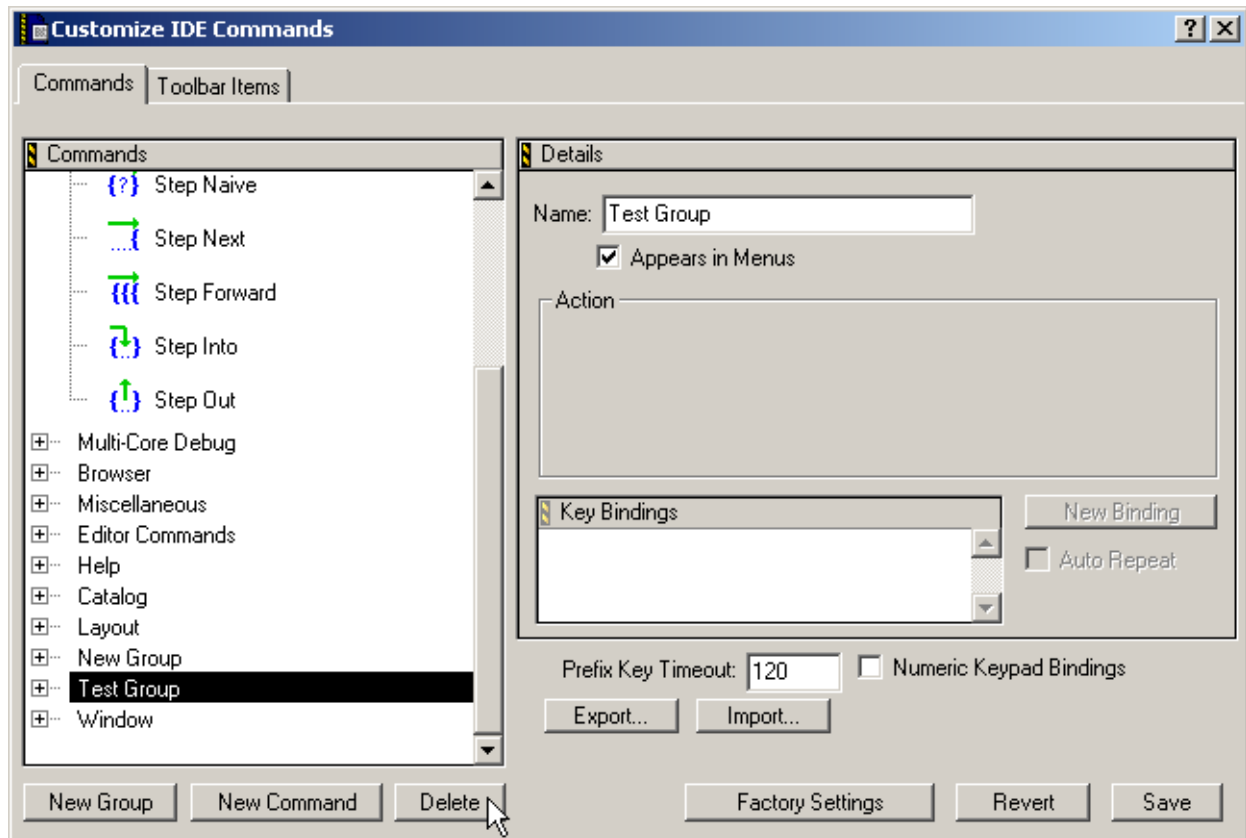 Customize IDE Commands
Commands
Toolbar Items
Commands
Step Naive
Step Next
Step Forward
Step Into
Step Out
Multi-Core Debug
Browser
Miscellaneous
Editor Commands
Help
Catalog
Layout
New Group
Test Group
Window
Details
Name: Test Group
Appears in Menus
Action
Key Bindings
New Binding
Auto Repeat
Prefix Key Timeout: 120 Numeric Keypad Bindings
Export... Import...
New Group New Command Delete Factory Settings Revert Save